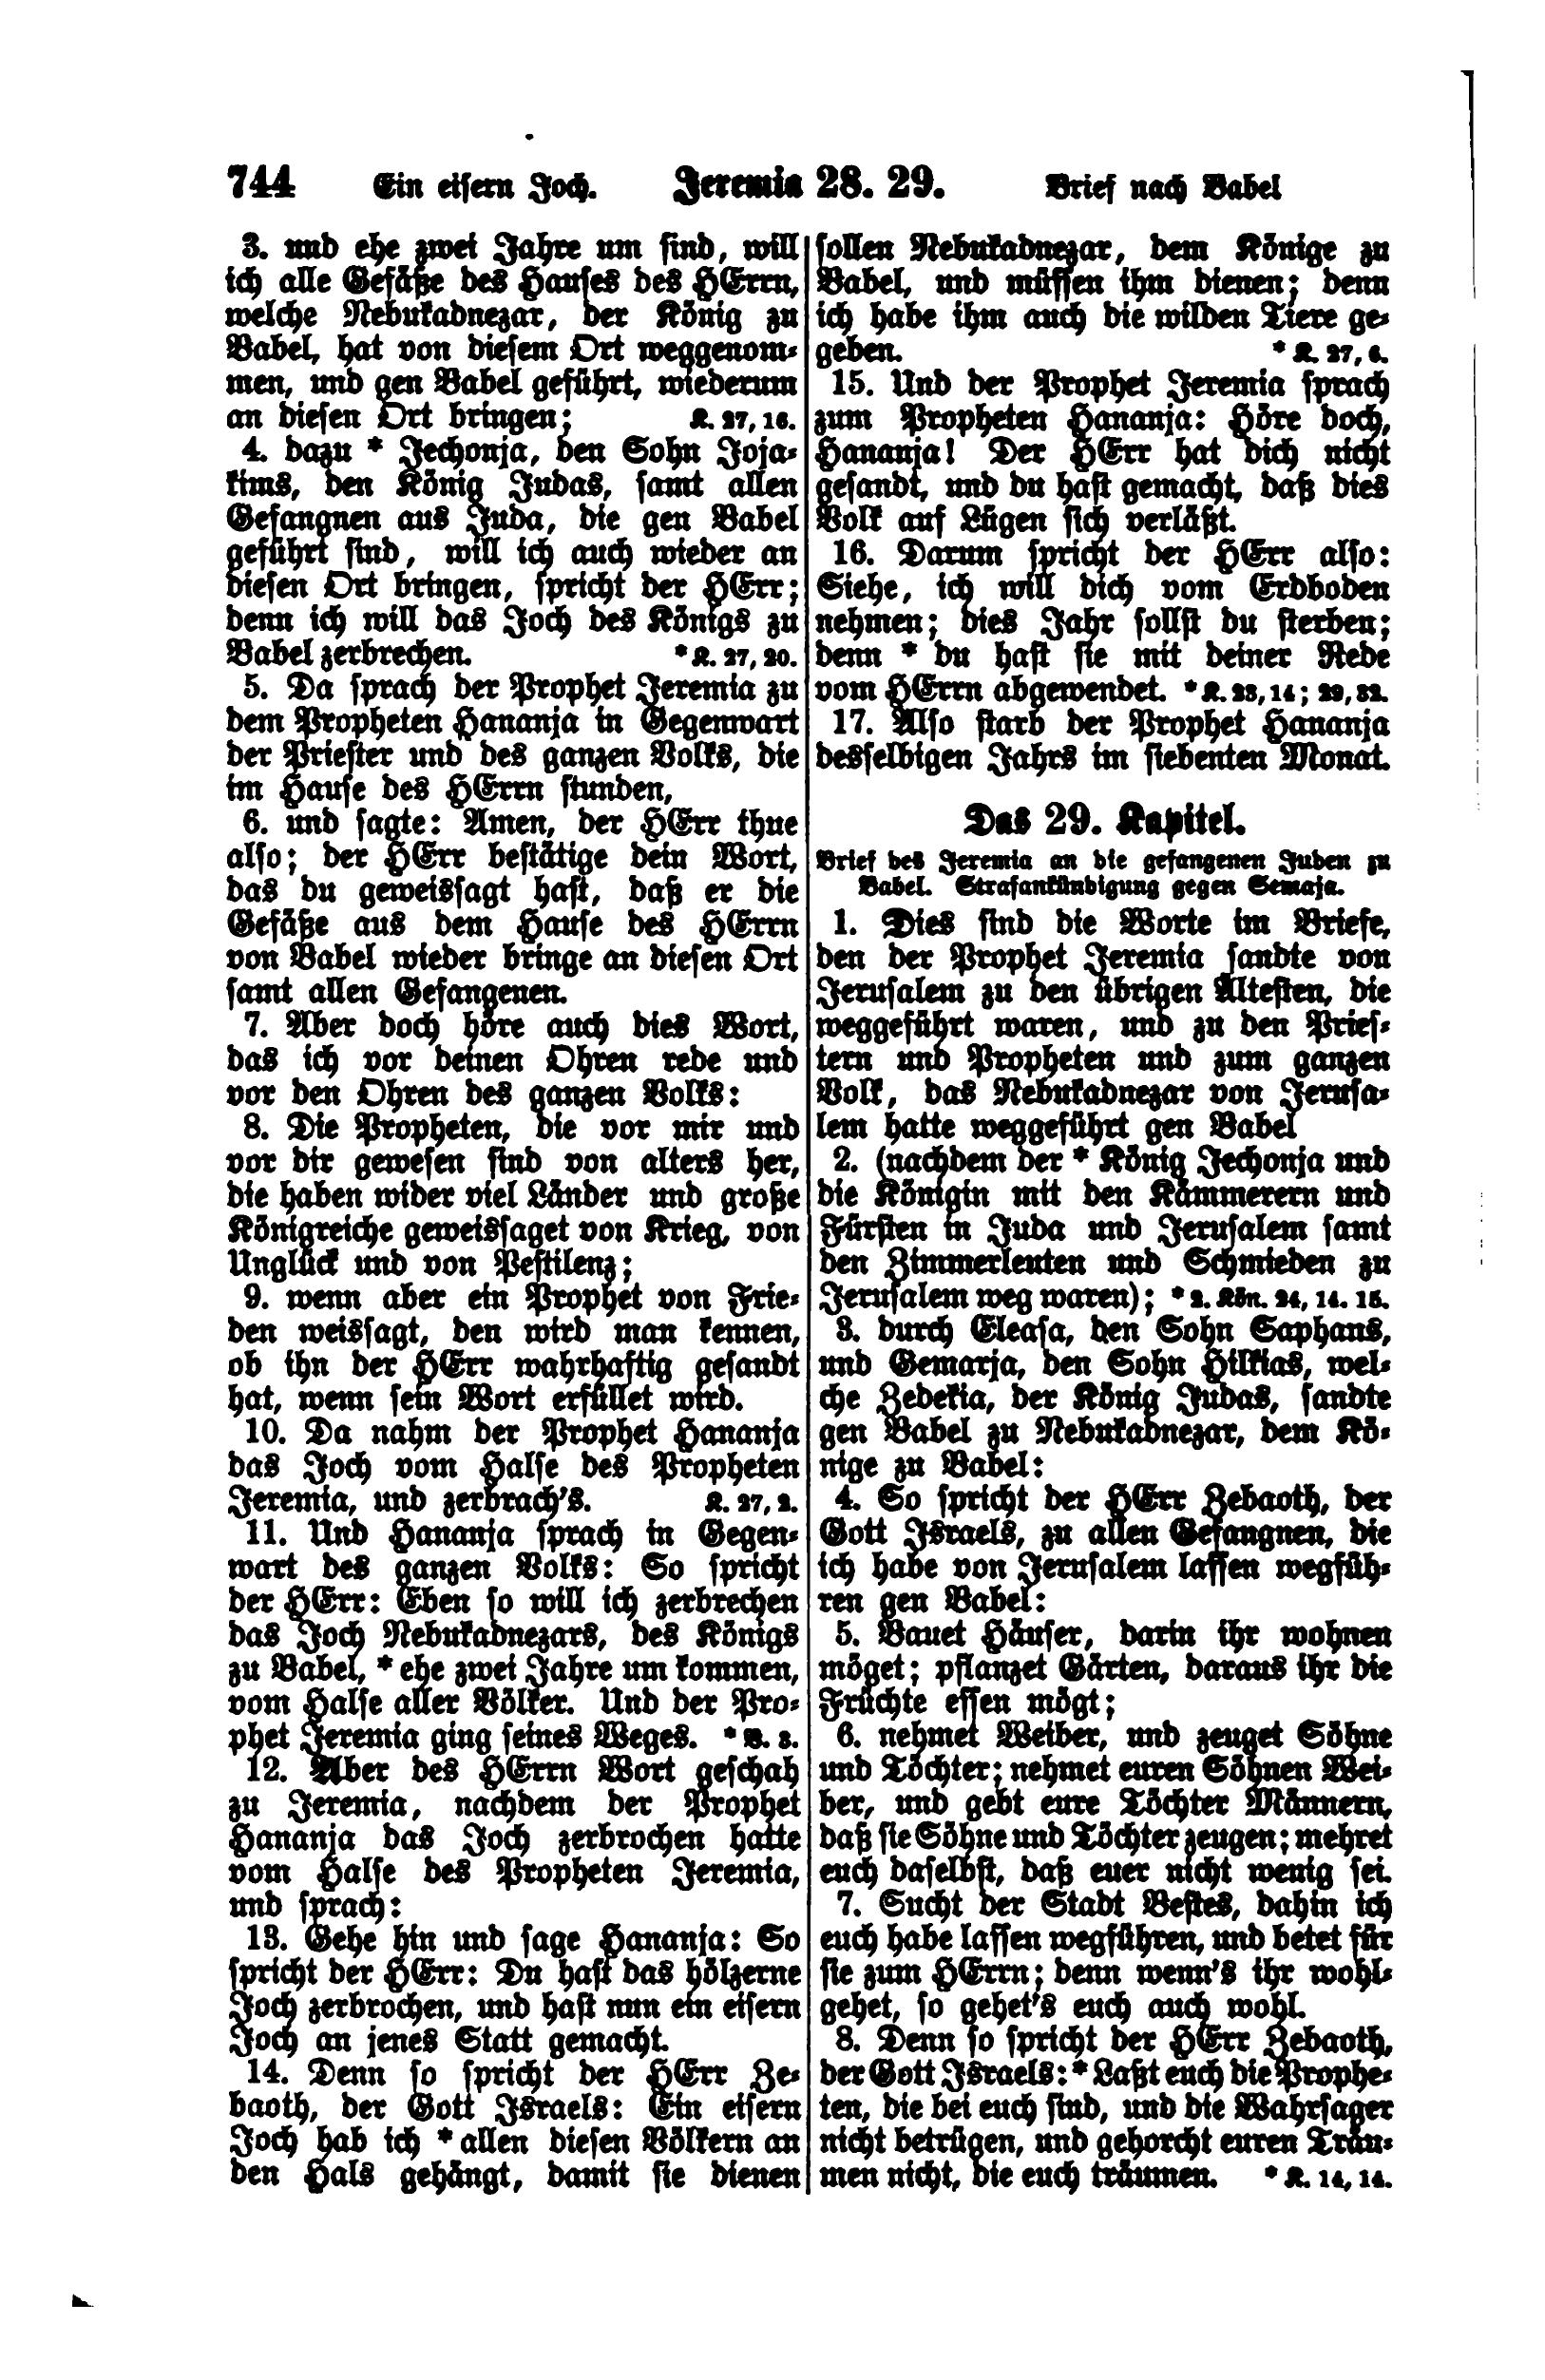 744 Ein eisern Joch. Jeremia 28. 29. Brief nach Babel
3. und ehe zwei Jahre um sind, will
ich alle Gefäße des Hauses des HErrn,
welche Nebukadnezar, der König zu
Babel, hat von diesem Ort weggenom-
men, und gen Babel geführt, wiederum
an diesen Ort bringen; K. 27, 16.
4. dazu * Jechonja, den Sohn Joja-
kims, den König Judas, samt allen
Gefangnen aus Juda, die gen Babel
geführt sind, will ich auch wieder an
diesen Ort bringen, spricht der HErr;
denn ich will das Joch des Königs zu
Babel zerbrechen. * K. 27, 20.
5. Da sprach der Prophet Jeremia zu
dem Propheten Hananja in Gegenwart
der Priester und des ganzen Volks, die
im Hause des HErrn stunden,
6. und sagte: Amen, der HErr thue
also; der HErr bestätige dein Wort,
das du geweissagt hast, daß er die
Gefäße aus dem Hause des HErrn
von Babel wieder bringe an diesen Ort
samt allen Gefangenen.
7. Aber doch höre auch dies Wort,
das ich vor deinen Ohren rede und
vor den Ohren des ganzen Volks:
8. Die Propheten, die vor mir und
vor dir gewesen sind von alters her,
die haben wider viel Länder und große
Königreiche geweissaget von Krieg, von
Unglück und von Pestilenz;
9. wenn aber ein Prophet von Frie-
den weissagt, den wird man kennen,
ob ihn der HErr wahrhaftig gesandt
hat, wenn sein Wort erfüllet wird.
10. Da nahm der Prophet Hananja
das Joch vom Halse des Propheten
Jeremia, und zerbrach's. K. 27, 2.
11. Und Hananja sprach in Gegen-
wart des ganzen Volks: So spricht
der HErr: Eben so will ich zerbrechen
das Joch Nebukadnezars, des Königs
zu Babel, * ehe zwei Jahre um kommen,
vom Halse aller Völker. Und der Pro-
phet Jeremia ging seines Weges. * V. 3.
12. Aber des HErrn Wort geschah
zu Jeremia, nachdem der Prophet
Hananja das Joch zerbrochen hatte
vom Halse des Propheten Jeremia,
und sprach:
13. Gehe hin und sage Hananja: So
spricht der HErr: Du hast das hölzerne
Joch zerbrochen, und hast nun ein eisern
Joch an jenes Statt gemacht.
14. Denn so spricht der HErr Ze-
baoth, der Gott Israels: Ein eisern
Joch hab ich * allen diesen Völkern an
den Hals gehängt, damit sie dienen
sollen Nebukadnezar, dem Könige zu
Babel, und müssen ihm dienen; denn
ich habe ihm auch die wilden Tiere ge-
geben. * K. 27, 6.
15. Und der Prophet Jeremia sprach
zum Propheten Hananja: Höre doch,
Hananja! Der HErr hat dich nicht
gesandt, und du hast gemacht, daß dies
Volk auf Lügen sich verläßt.
16. Darum spricht der HErr also:
Siehe, ich will dich vom Erdboden
nehmen; dies Jahr sollst du sterben;
denn * du hast sie mit deiner Rede
vom HErrn abgewendet. * K. 23, 14; 29, 32.
17. Also starb der Prophet Hananja
desselbigen Jahrs im siebenten Monat.
Das 29. Kapitel.
Brief des Jeremia an die gefangenen Juden zu
Babel. Strafankündigung gegen Semaja.
1. Dies sind die Worte im Briefe,
den der Prophet Jeremia sandte von
Jerusalem zu den übrigen Ältesten, die
weggeführt waren, und zu den Pries-
tern und Propheten und zum ganzen
Volk, das Nebukadnezar von Jerusa-
lem hatte weggeführt gen Babel
2. (nachdem der * König Jechonja und
die Königin mit den Kämmerern und
Fürsten in Juda und Jerusalem samt
den Zimmerleuten und Schmieden zu
Jerusalem weg waren); * 2. Kön. 24, 14. 15.
3. durch Eleasa, den Sohn Saphans,
und Gemarja, den Sohn Hilkias, wel-
che Zedekia, der König Judas, sandte
gen Babel zu Nebukadnezar, dem Kö-
nige zu Babel:
4. So spricht der HErr Zebaoth, der
Gott Israels, zu allen Gefangnen, die
ich habe von Jerusalem lassen wegfüh-
ren gen Babel:
5. Bauet Häuser, darin ihr wohnen
möget; pflanzet Gärten, daraus ihr die
Früchte essen mögt;
6. nehmet Weiber, und zeuget Söhne
und Töchter; nehmet euren Söhnen Wei-
ber, und gebt eure Töchter Männern,
daß sie Söhne und Töchter zeugen; mehret
euch daselbst, daß euer nicht wenig sei.
7. Sucht der Stadt Bestes, dahin ich
euch habe lassen wegführen, und betet für
sie zum HErrn; denn wenn's ihr wohl-
gehet, so gehet's euch auch wohl.
8. Denn so spricht der HErr Zebaoth,
der Gott Israels: * Laßt euch die Prophe-
ten, die bei euch sind, und die Wahrsager
nicht betrügen, und gehorcht euren Träu-
men nicht, die euch träumen. * K. 14, 14.